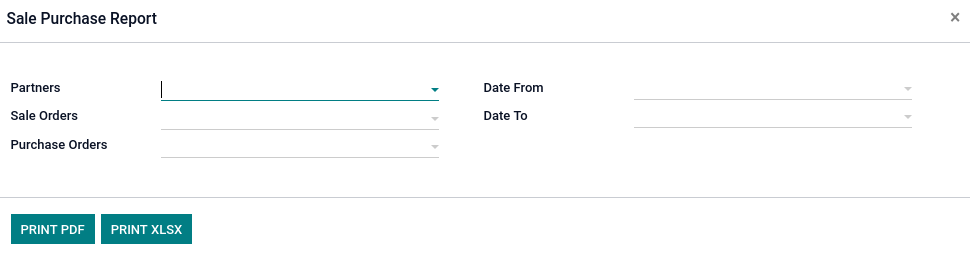 Sale Purchase Report
×
Partners
Date From
Sale Orders
Date To
Purchase Orders
PRINT PDF
PRINT XLSX